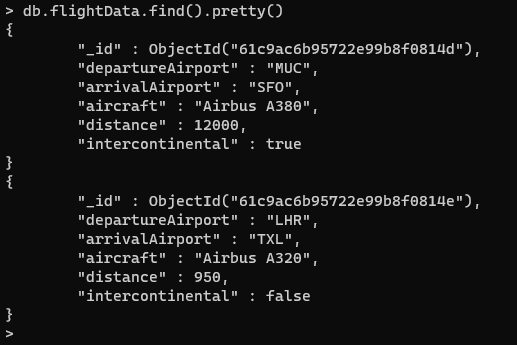 > db.flightData.find().pretty()
{
        "_id" : ObjectId("61c9ac6b95722e99b8f0814d"),
        "departureAirport" : "MUC",
        "arrivalAirport" : "SFO",
        "aircraft" : "Airbus A380",
        "distance" : 12000,
        "intercontinental" : true
}
{
        "_id" : ObjectId("61c9ac6b95722e99b8f0814e"),
        "departureAirport" : "LHR",
        "arrivalAirport" : "TXL",
        "aircraft" : "Airbus A320",
        "distance" : 950,
        "intercontinental" : false
}
>